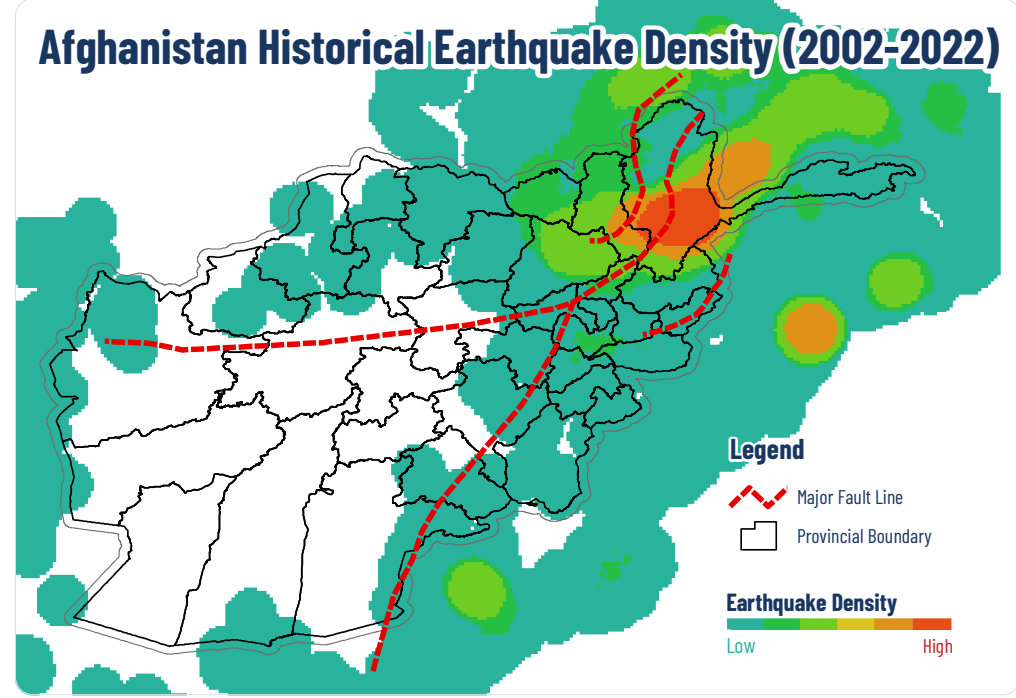 Afghanistan Historical Earthquake Density (2002-2022)
Legend
Major Fault Line
Provincial Boundary
Earthquake Density
Low High